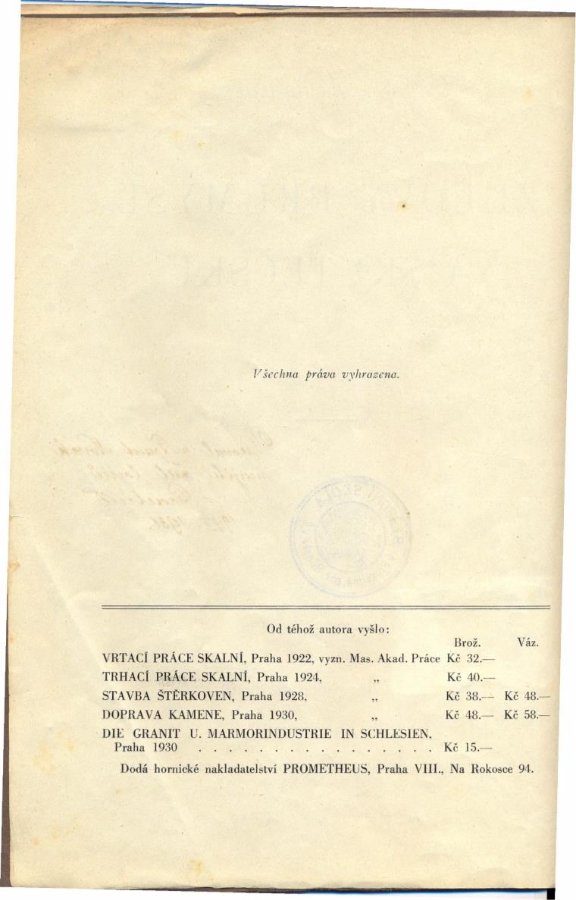 Všechna práva vyhrazena.
Od téhož autora vyšlo:
Brož. Váz.
VRTACÍ PRÁCE SKALNÍ, Praha 1922, vyzn. Mas. Akad. Práce Kč 32.—
TRHACÍ PRÁCE SKALNÍ, Praha 1924, „ Kč 40.—
STAVBA ŠTĚRKOVEN, Praha 1928, „ Kč 38.— Kč 48.—
DOPRAVA KAMENE, Praha 1930, „ Kč 48.— Kč 58.—
DIE GRANIT U. MARMORINDUSTRIE IN SCHLESIEN,
Praha 1930 . . . . . . . . . . . . . . . . Kč 15.—
Dodá hornické nakladatelství PROMETHEUS, Praha VIII., Na Rokosce 94.